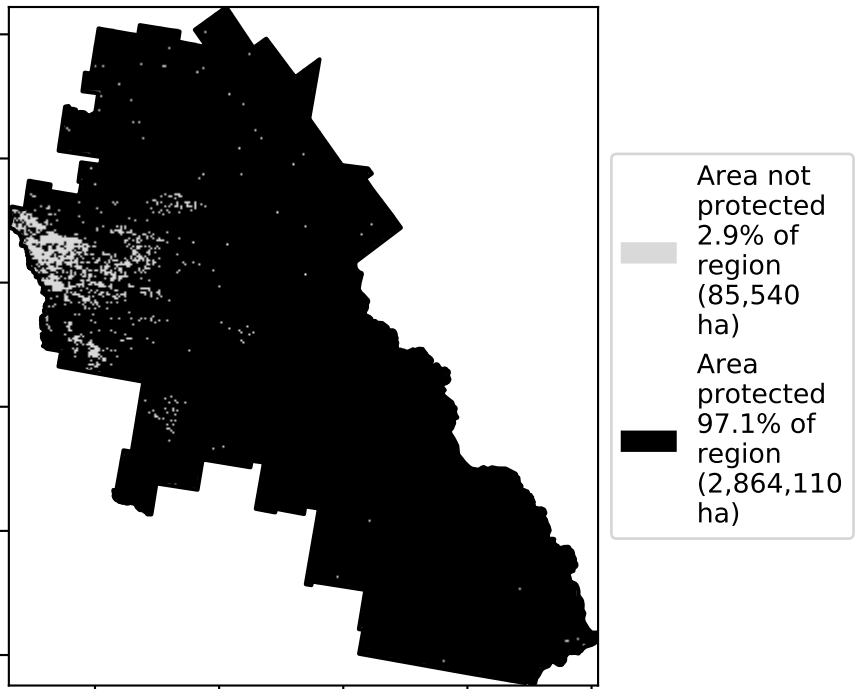 Area not
protected
2.9% of
region
(85,540
ha)
Area
protected
97.1% of
region
(2,864,110
ha)